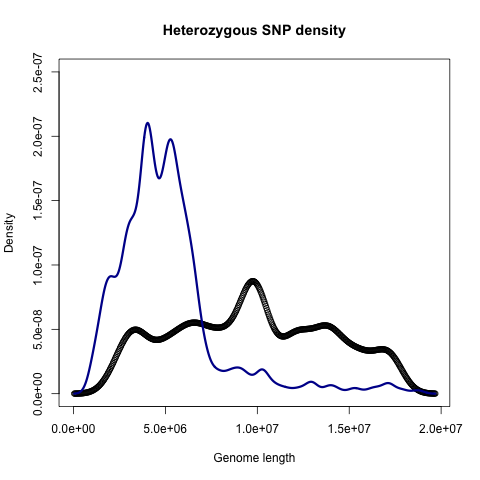 Heterozygous SNP density
Density
2.5e-07
2.0e-07
1.5e-07
1.0e-07
5.0e-08
0.0e+00
0.0e+00 5.0e+06 1.0e+07 1.5e+07 2.0e+07
Genome length